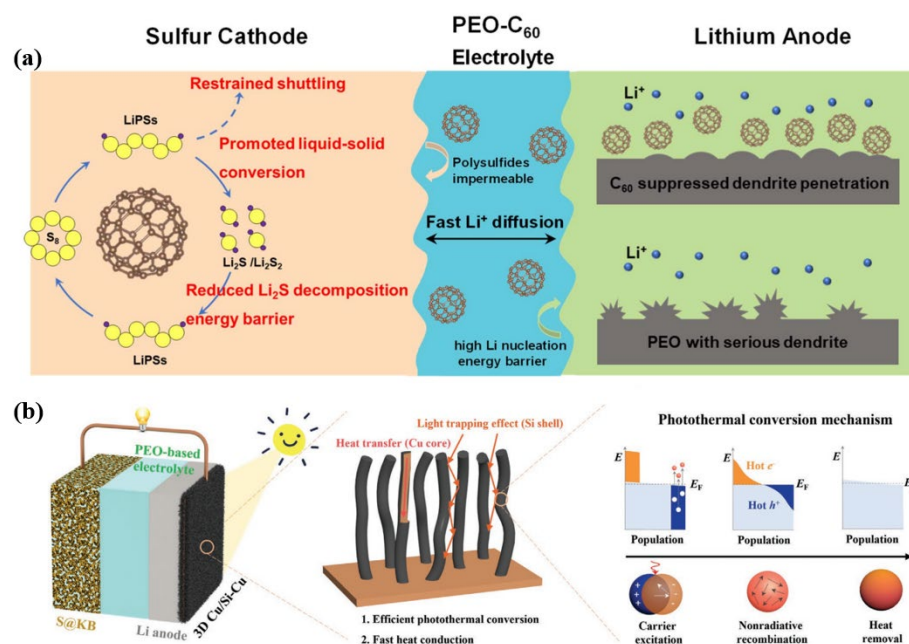 (a)
Sulfur Cathode
PEO-C60
Electrolyte
Lithium Anode
Restrained shuttling
LiPSs
Promoted liquid-solid
conversion
S8
Li2S /Li2S2
Reduced Li2S decomposition
energy barrier
LiPSs
Polysulfides
impermeable
Fast Li+ diffusion
high Li nucleation
energy barrier
Li+
C60 suppressed dendrite penetration
Li+
PEO with serious dendrite
(b)
PEO-based
electrolyte
S@KB
Li anode
3D Cu/Si-Cu
Light trapping effect (Si shell)
Heat transfer (Cu core)
1. Efficient photothermal conversion
2. Fast heat conduction
Photothermal conversion mechanism
E
EF
Population
E
Hot e-
Hot h+
EF
Population
E
EF
Population
Carrier
excitation
Nonradiative
recombination
Heat
removal